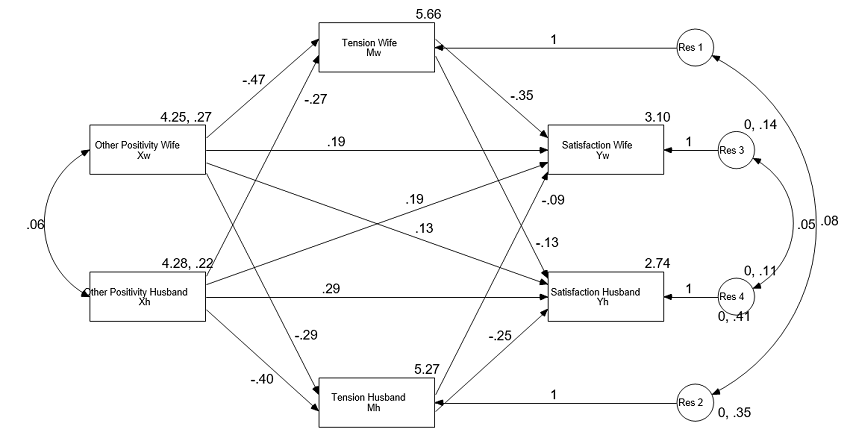 5.66
Tension Wife
Mw
1
Res 1
-.47
-.27
-.35
4.25, .27
3.10
0, .14
Other Positivity Wife
Xw
.19
Satisfaction Wife
Yw
1
Res 3
.06
.19
-.09
.13
.05
.08
-.13
4.28, .22
2.74
0, .11
Other Positivity Husband
Xh
.29
Satisfaction Husband
Yh
1
Res 4
0, .41
-.29
-.25
-.40
5.27
Tension Husband
Mh
1
Res 2
0, .35